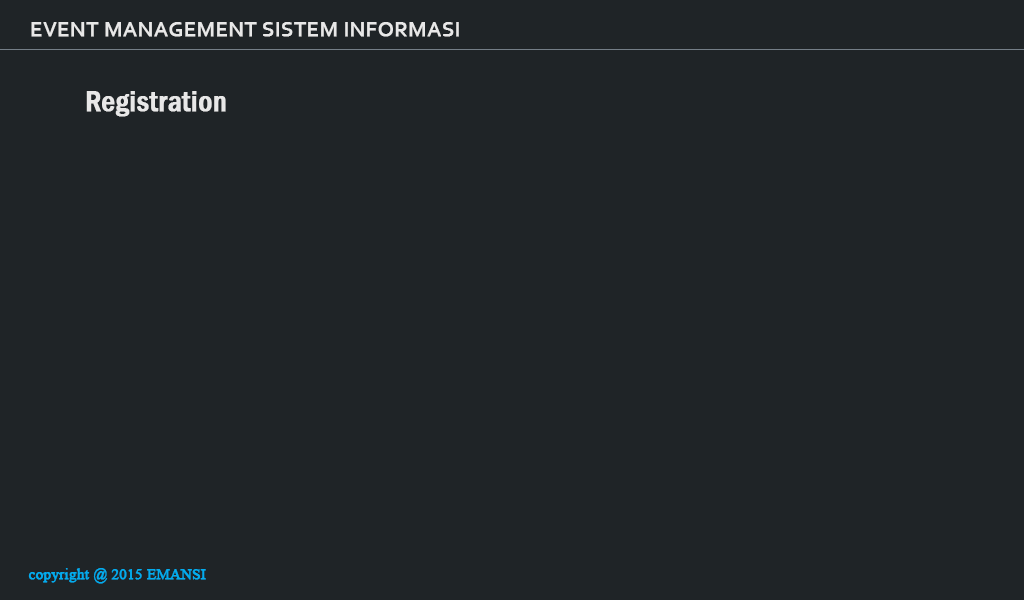 EVENT MANAGEMENT SISTEM INFORMASI
Registration
copyright @ 2015 EMANSI